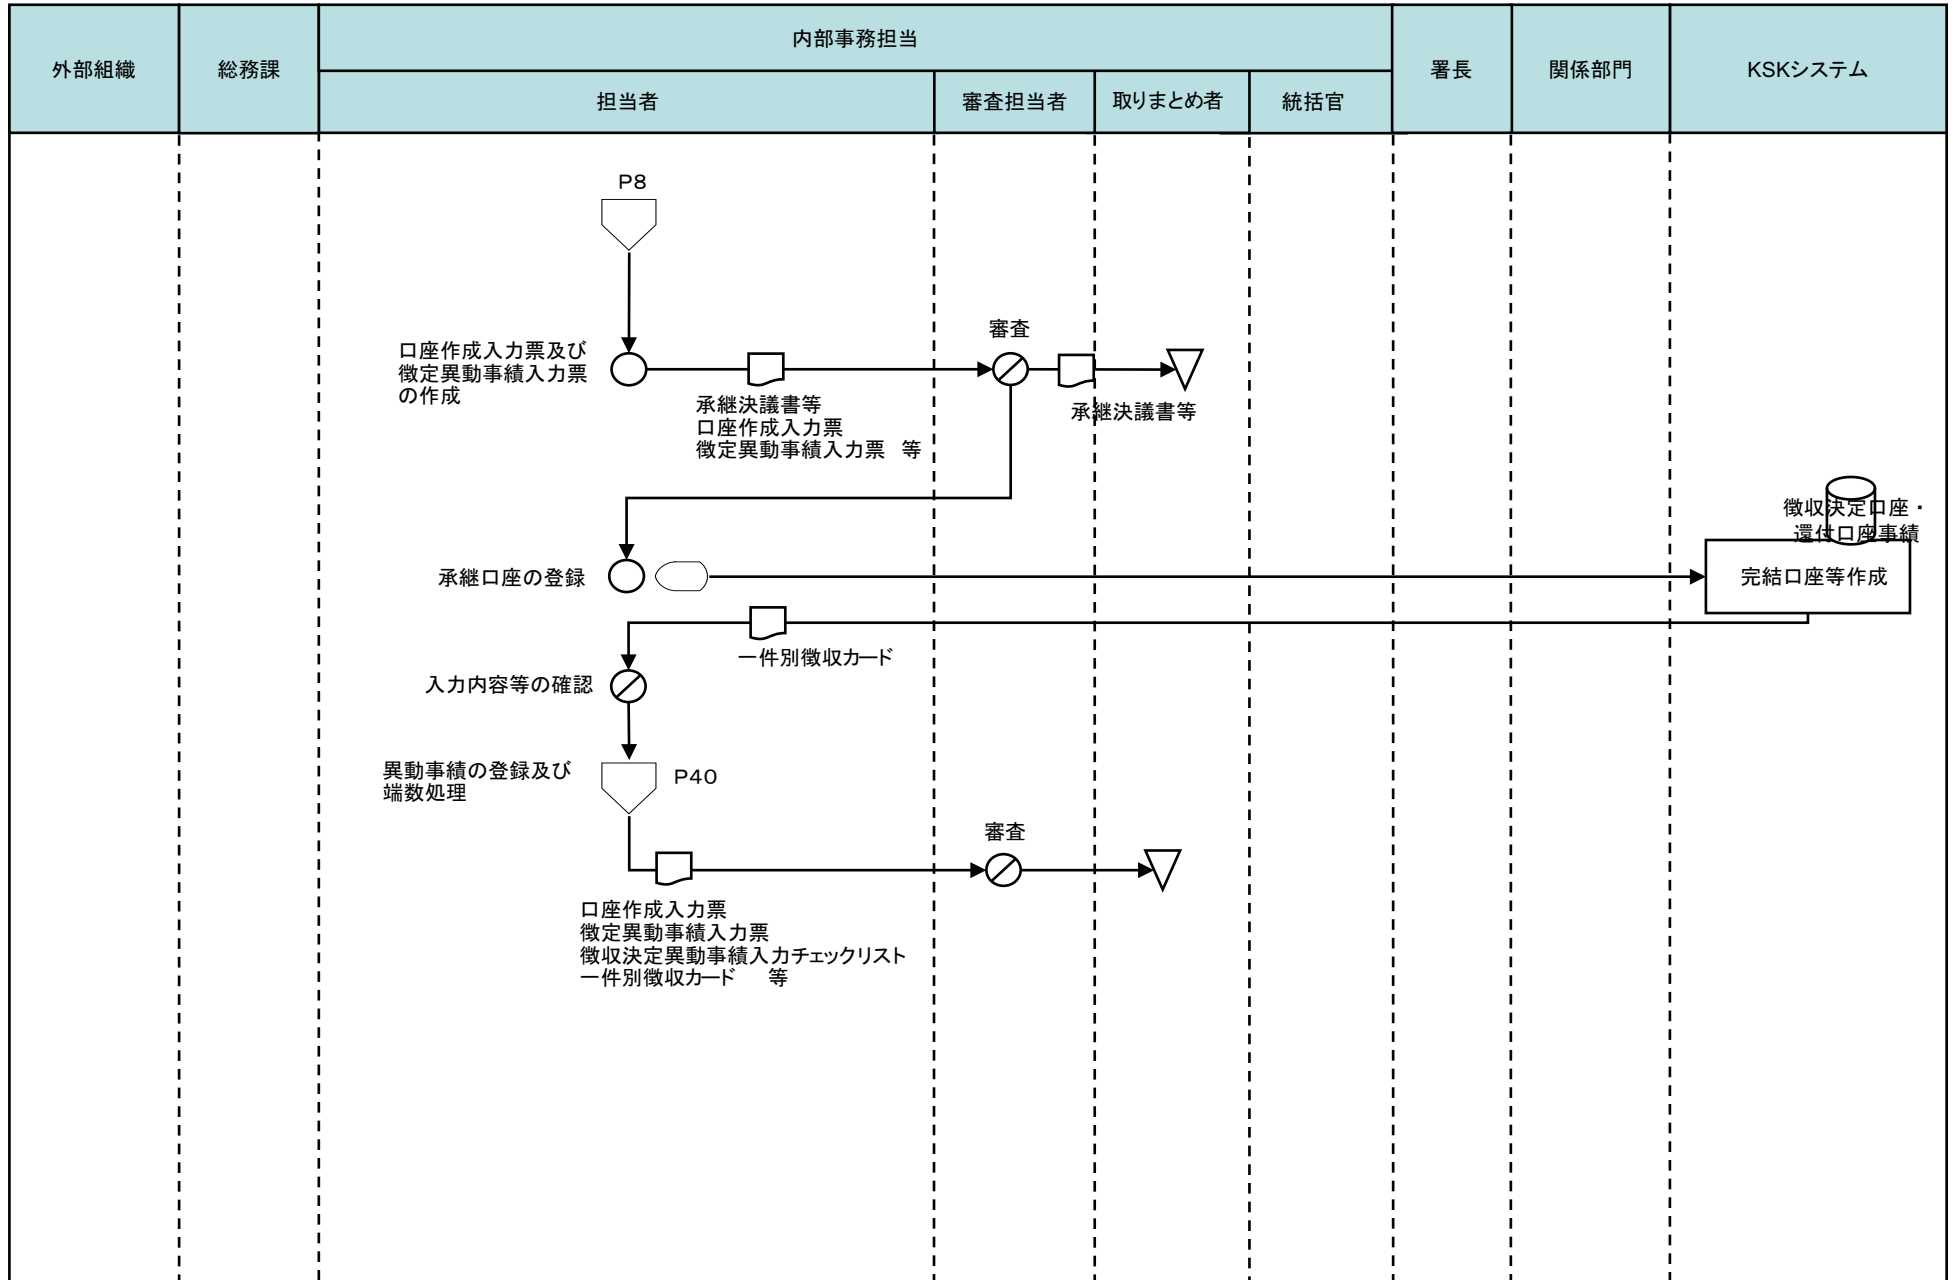 外部組織
総務課
内部事務担当
担当者
審査担当者
取りまとめ者
統括官
署長
関係部門
KSKシステム
P8
口座作成入力票及び
徴定異動事績入力票
の作成
審査
承継決議書等
口座作成入力票
徴定異動事績入力票　等
承継決議書等
徴収決定口座・
還付口座事績
承継口座の登録
完結口座等作成
一件別徴収カード
入力内容等の確認
異動事績の登録及び
端数処理
P40
審査
口座作成入力票
徴定異動事績入力票
徴収決定異動事績入力チェックリスト
一件別徴収カード　等